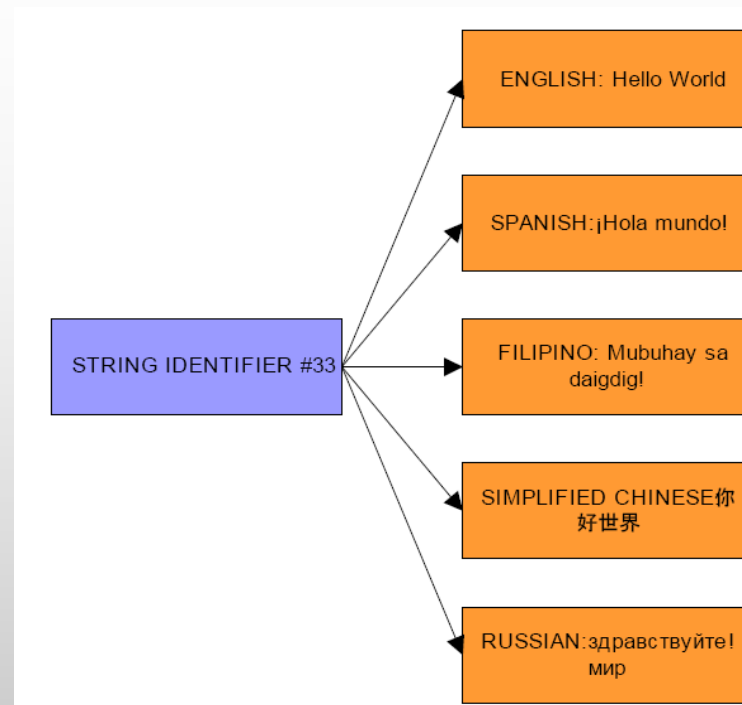 ENGLISH: Hello World
SPANISH:¡Hola mundo!
STRING IDENTIFIER #33
FILIPINO: Mubuhay sa
daigdig!
SIMPLIFIED CHINESE你
好世界
RUSSIAN:здравствуйте!
мир